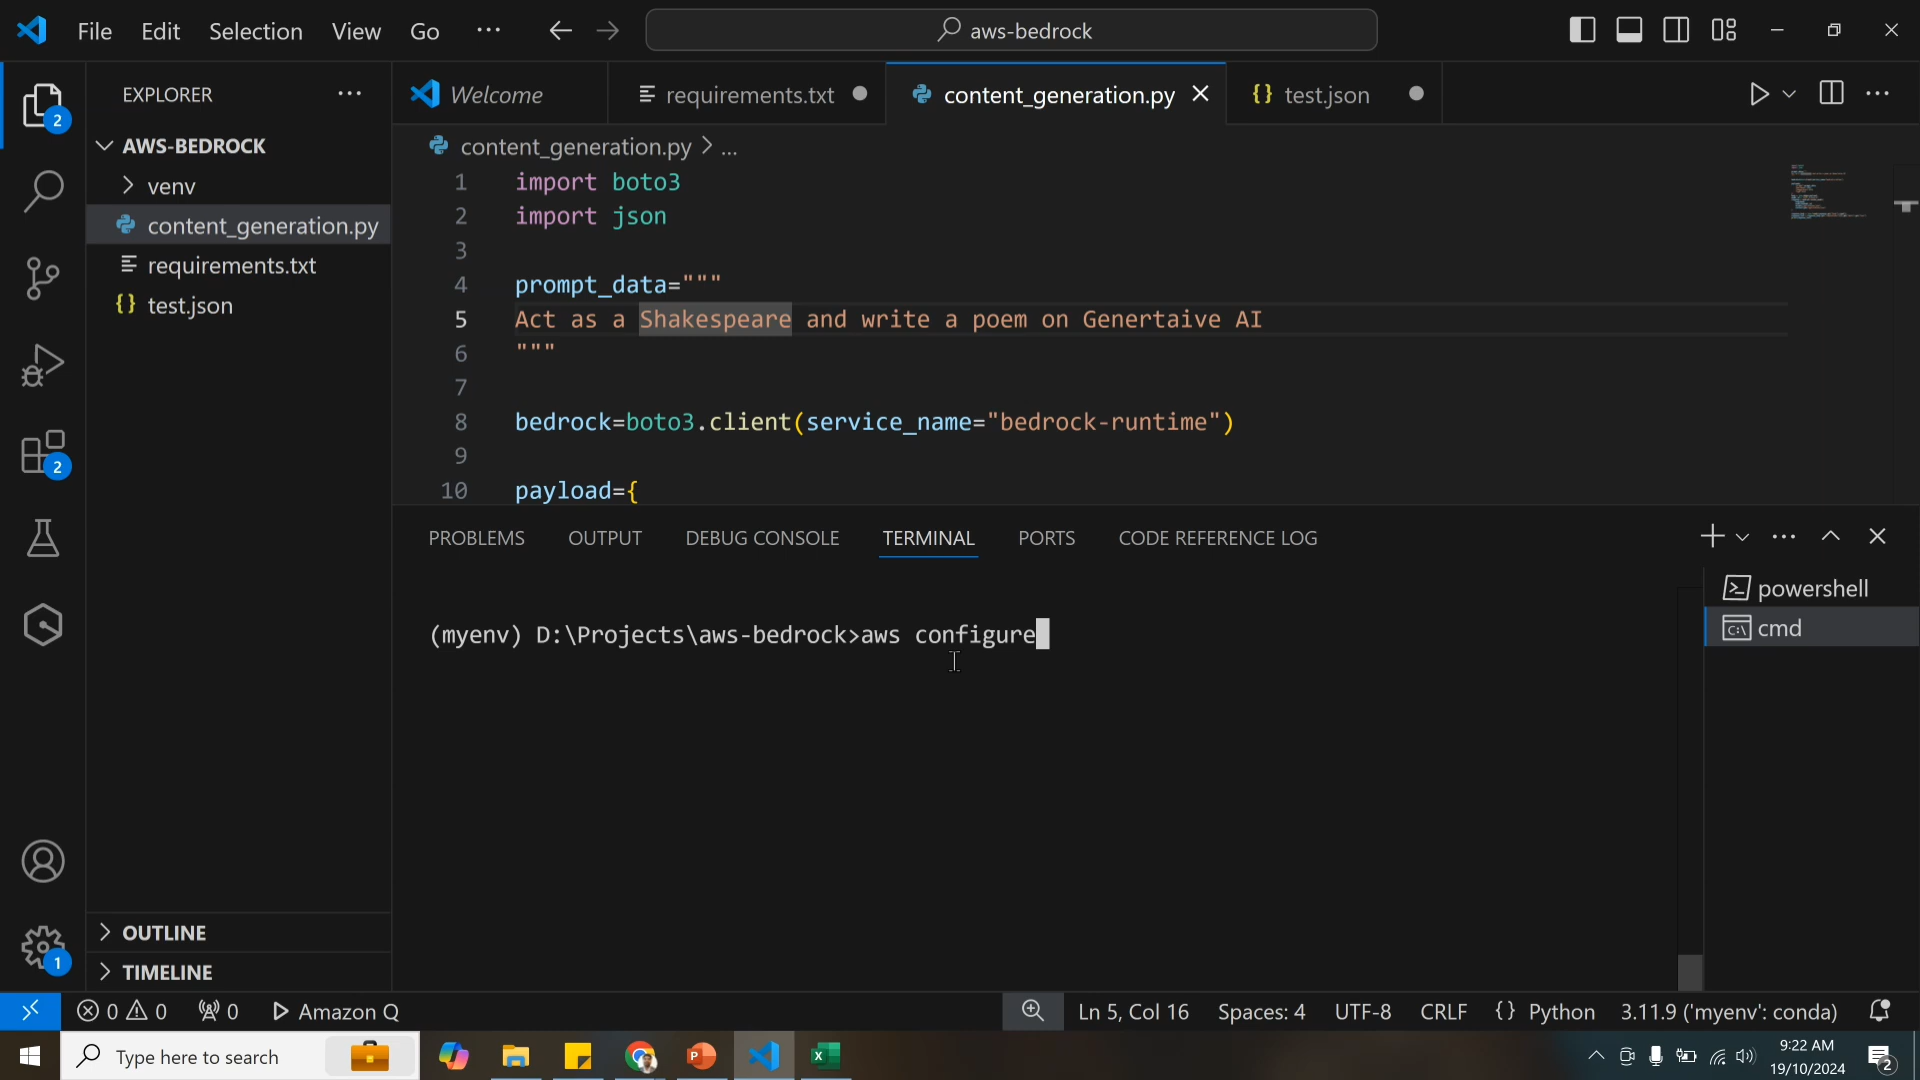 File Edit Selection View Go ··· aws-bedrock
EXPLORER ···
AWS-BEDROCK
venv
content_generation.py
requirements.txt
test.json
OUTLINE
TIMELINE
2
2
1
Welcome requirements.txt content_generation.py test.json
content_generation.py > ...
1 import boto3
2 import json
3
4 prompt_data="""
5 Act as a Shakespeare and write a poem on Genertaive AI
6 """
7
8 bedrock=boto3.client(service_name="bedrock-runtime")
9
10 payload={
PROBLEMS OUTPUT DEBUG CONSOLE TERMINAL PORTS CODE REFERENCE LOG
(myenv) D:\Projects\aws-bedrock>aws configure
powershell
cmd
0 0 0 Amazon Q Ln 5, Col 16 Spaces: 4 UTF-8 CRLF {} Python 3.11.9 ('myenv': conda)
Type here to search
9:22 AM
19/10/2024
2